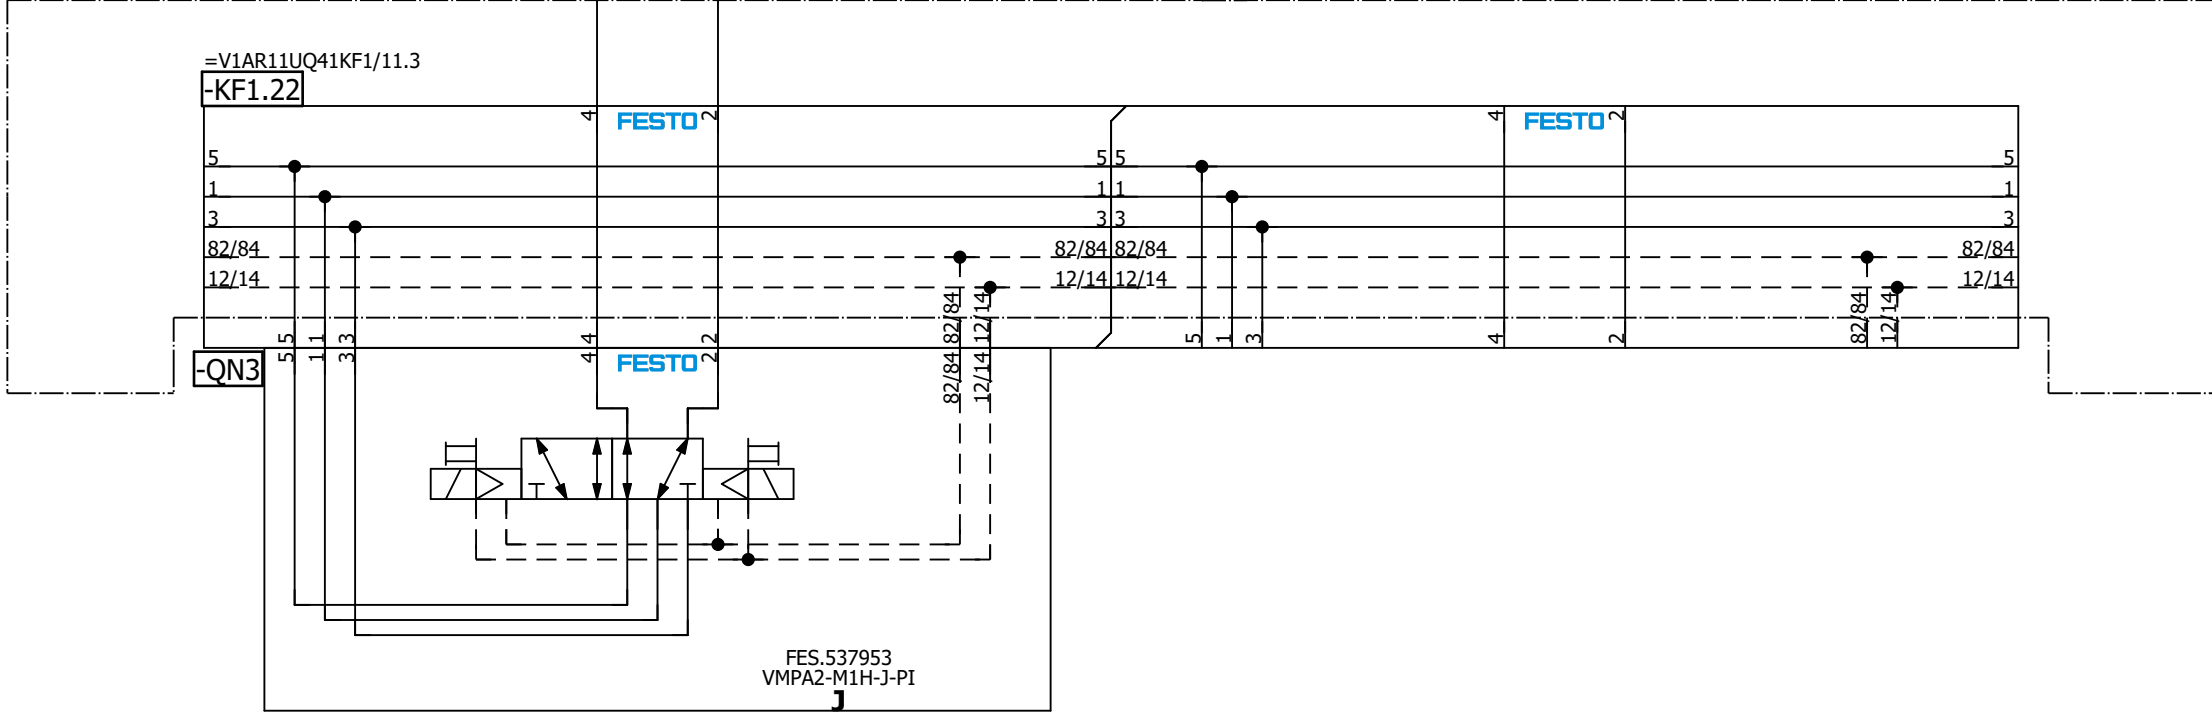 =V1AR11UQ41KF1/11.3
-KF1.22
4 FESTO 2 4 FESTO 2
5 5 5 5
1 1 1 1
3 3 3 3
82/84 82/84 82/84 82/84
12/14 12/14 12/14 12/14
5 1 3 4 2 82/84 12/14 5 1 3 4 2 82/84 12/14
-QN3
5 1 3 4 FESTO 2 82/84 12/14
FES.537953
VMPA2-M1H-J-PI
J